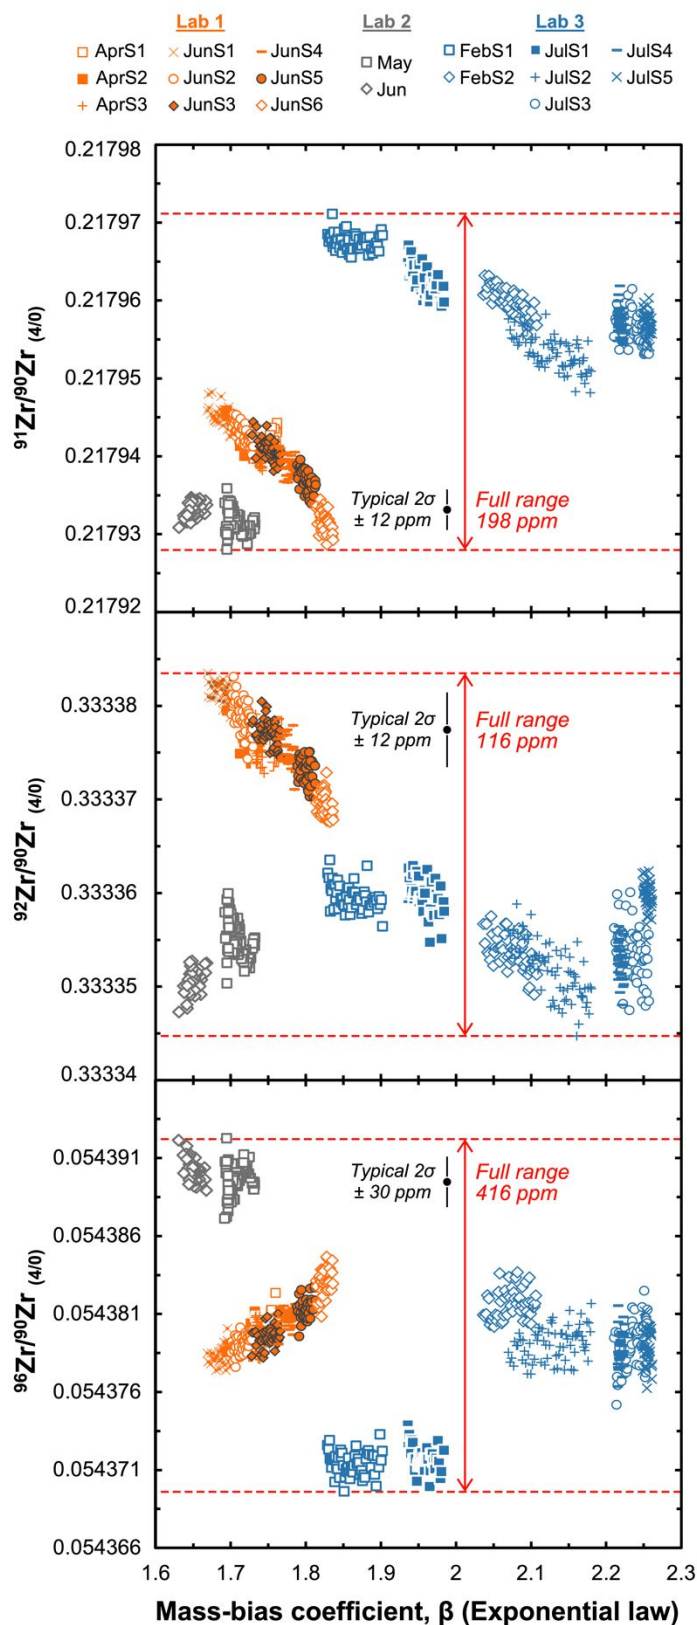 Lab 1 Lab 2 Lab 3
AprS1 JunS1 JunS4 May FebS1 JulS1 JulS4
AprS2 JunS2 JunS5 Jun FebS2 JulS2 JulS5
AprS3 JunS3 JunS6 JulS3
0.21798
0.21797
0.21796
0.21795
0.21794
0.21793
0.21792
⁹¹Zr/⁹⁰Zr (4/0)
Typical 2σ
± 12 ppm
Full range
198 ppm
0.33338
0.33337
0.33336
0.33335
0.33334
⁹²Zr/⁹⁰Zr (4/0)
Typical 2σ
± 12 ppm
Full range
116 ppm
0.054391
0.054386
0.054381
0.054376
0.054371
0.054366
⁹⁶Zr/⁹⁰Zr (4/0)
Typical 2σ
± 30 ppm
Full range
416 ppm
1.6 1.7 1.8 1.9 2 2.1 2.2 2.3
Mass-bias coefficient, β (Exponential law)